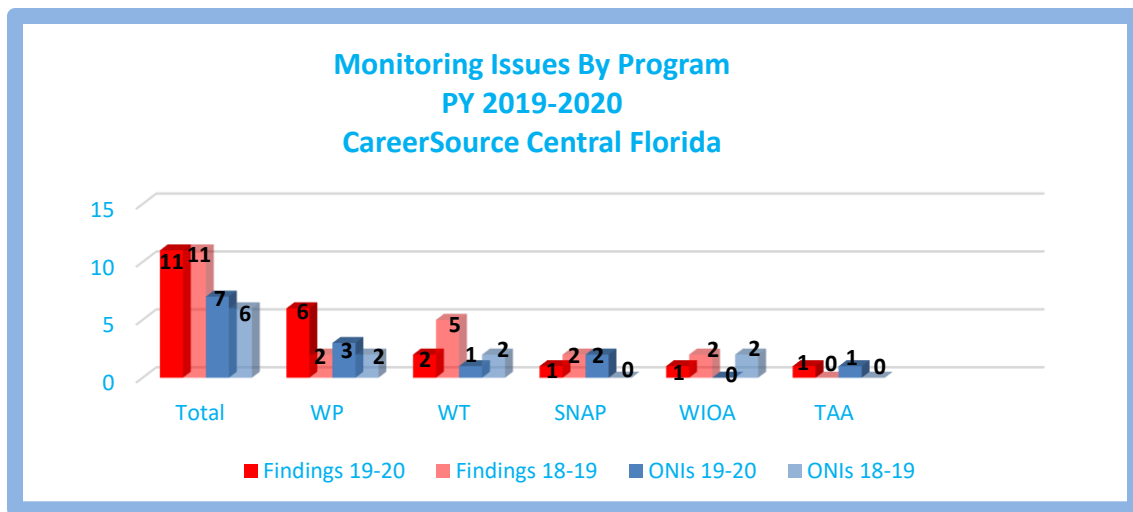 Monitoring Issues By Program
PY 2019-2020
CareerSource Central Florida
15
10
5
0
11 11 7 6
6 2 3 2
2 5 1 2
1 2 2 0
1 2 0 2
1 0 1 0
Total WP WT SNAP WIOA TAA
Findings 19-20 Findings 18-19 ONIs 19-20 ONIs 18-19